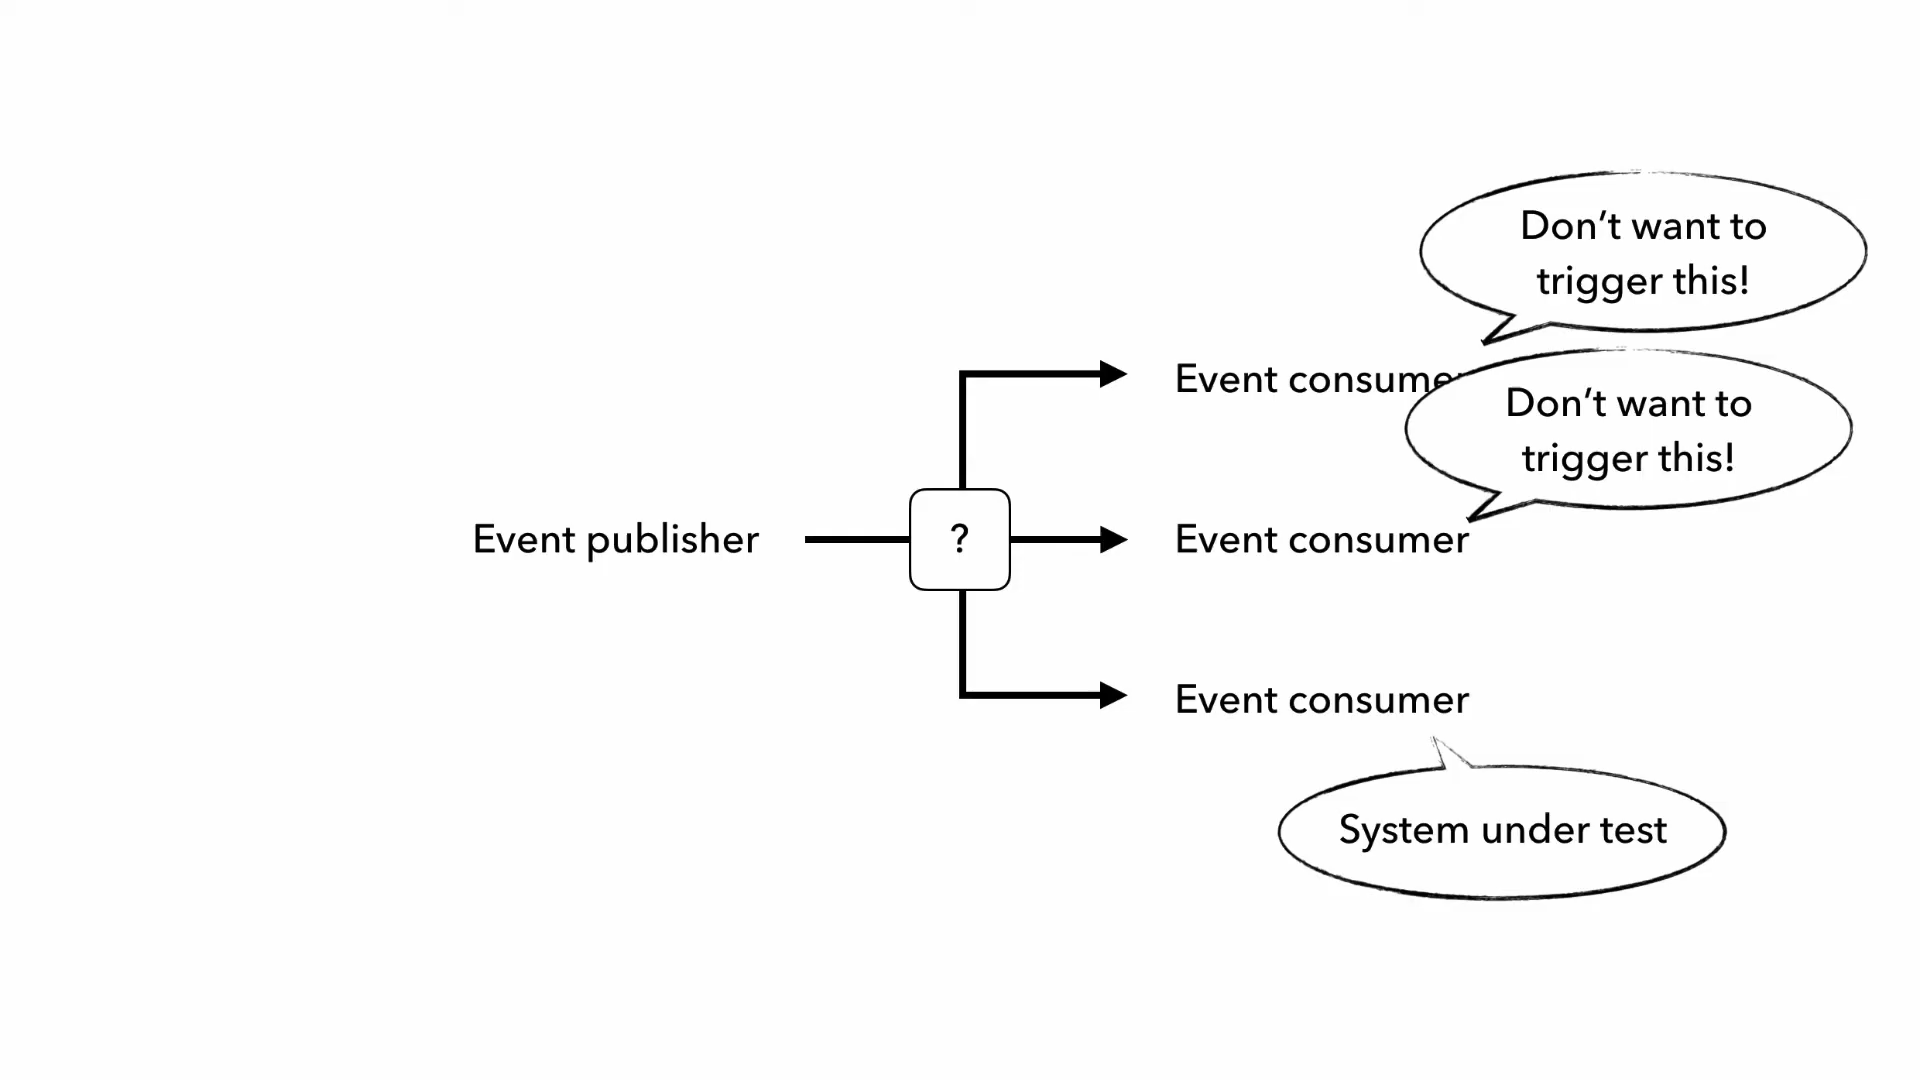 Don't want to
trigger this!
Event consumer
Don't want to
trigger this!
Event publisher
?
Event consumer
Event consumer
System under test